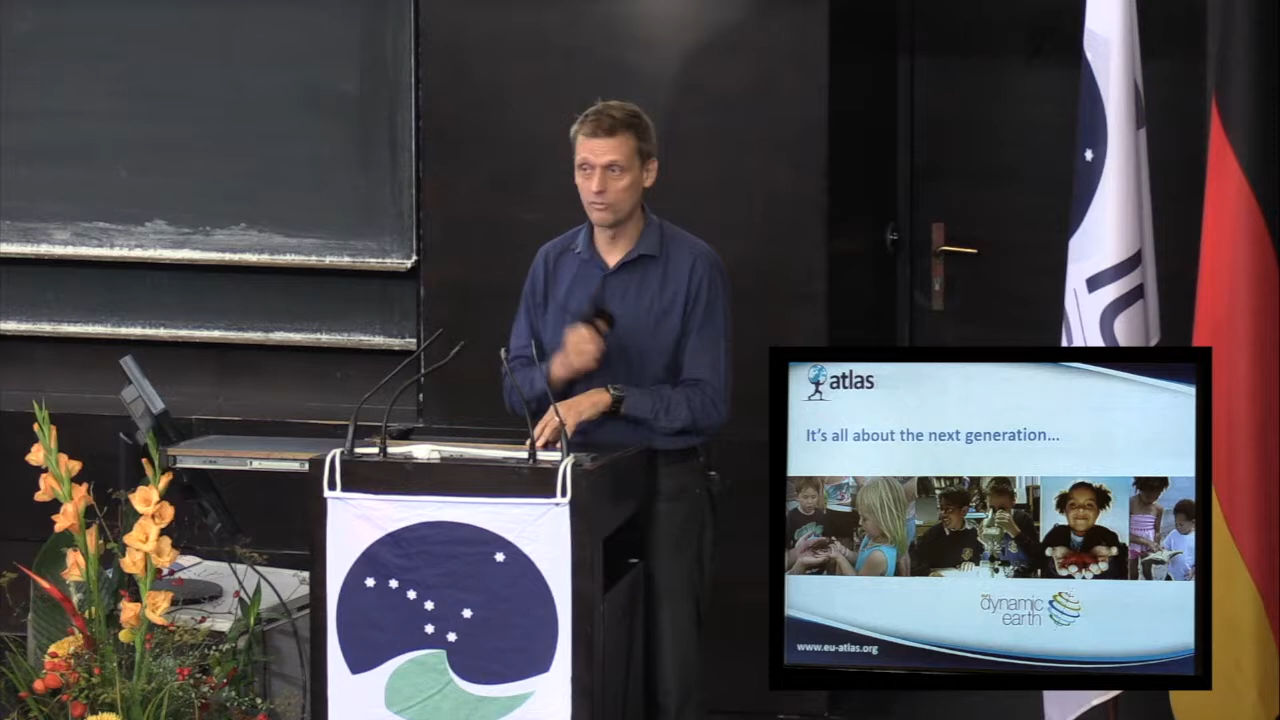 atlas
It's all about the next generation...
dynamic
earth
www.eu-atlas.org